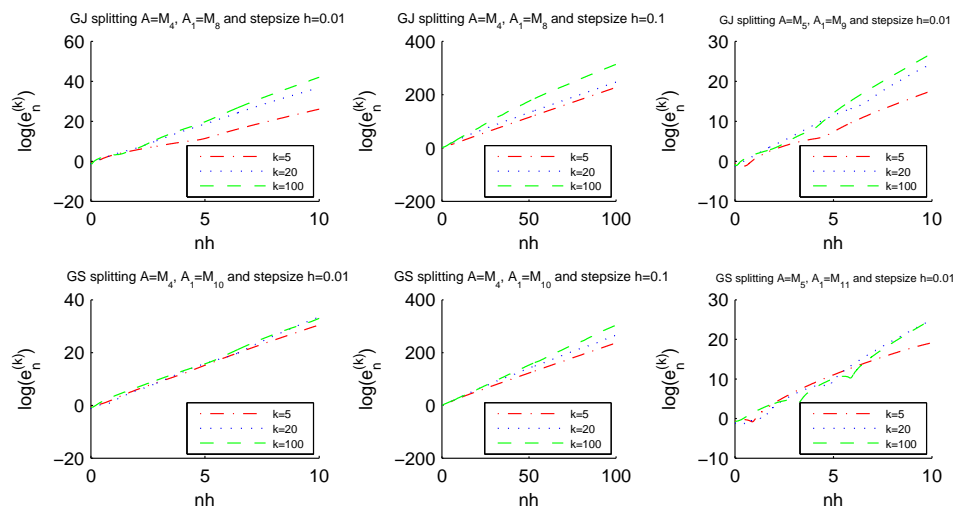 GJ splitting A=M₄, A₁=M₈ and stepsize h=0.01
60
40
20
0
−20
log(eₙ⁽ᵏ⁾)
k=5
k=20
k=100
0 5 10
nh
GJ splitting A=M₄, A₁=M₈ and stepsize h=0.1
400
200
0
−200
log(eₙ⁽ᵏ⁾)
k=5
k=20
k=100
0 50 100
nh
GJ splitting A=M₅, A₁=M₉ and stepsize h=0.01
30
20
10
0
−10
log(eₙ⁽ᵏ⁾)
k=5
k=20
k=100
0 5 10
nh
GS splitting A=M₄, A₁=M₁₀ and stepsize h=0.01
40
20
0
−20
log(eₙ⁽ᵏ⁾)
k=5
k=20
k=100
0 5 10
nh
GS splitting A=M₄, A₁=M₁₀ and stepsize h=0.1
400
200
0
−200
log(eₙ⁽ᵏ⁾)
k=5
k=20
k=100
0 50 100
nh
GS splitting A=M₅, A₁=M₁₁ and stepsize h=0.01
30
20
10
0
−10
log(eₙ⁽ᵏ⁾)
k=5
k=20
k=100
0 5 10
nh